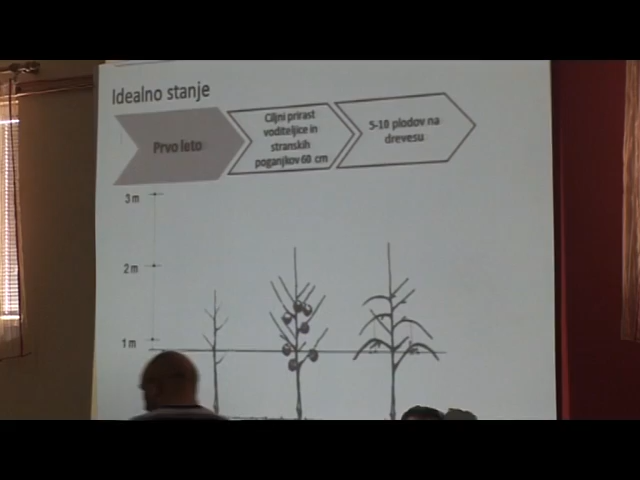 Idealno stanje
Prvo leto
Ciljni prirast
voditeljice in
stranskih
poganjkov 60 cm
5-10 plodov na
drevesu
3 m
2 m
1 m